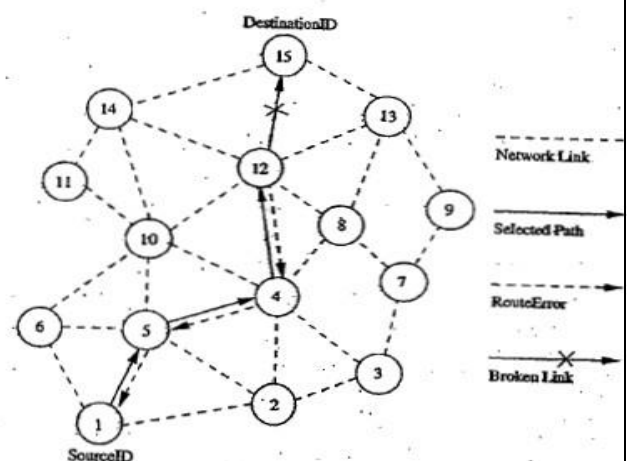 DestinationID
15
14
13
12
11
9
8
10
7
4
6
5
3
2
1
SourceID
Network Link
Selected Path
RouteError
Broken Link